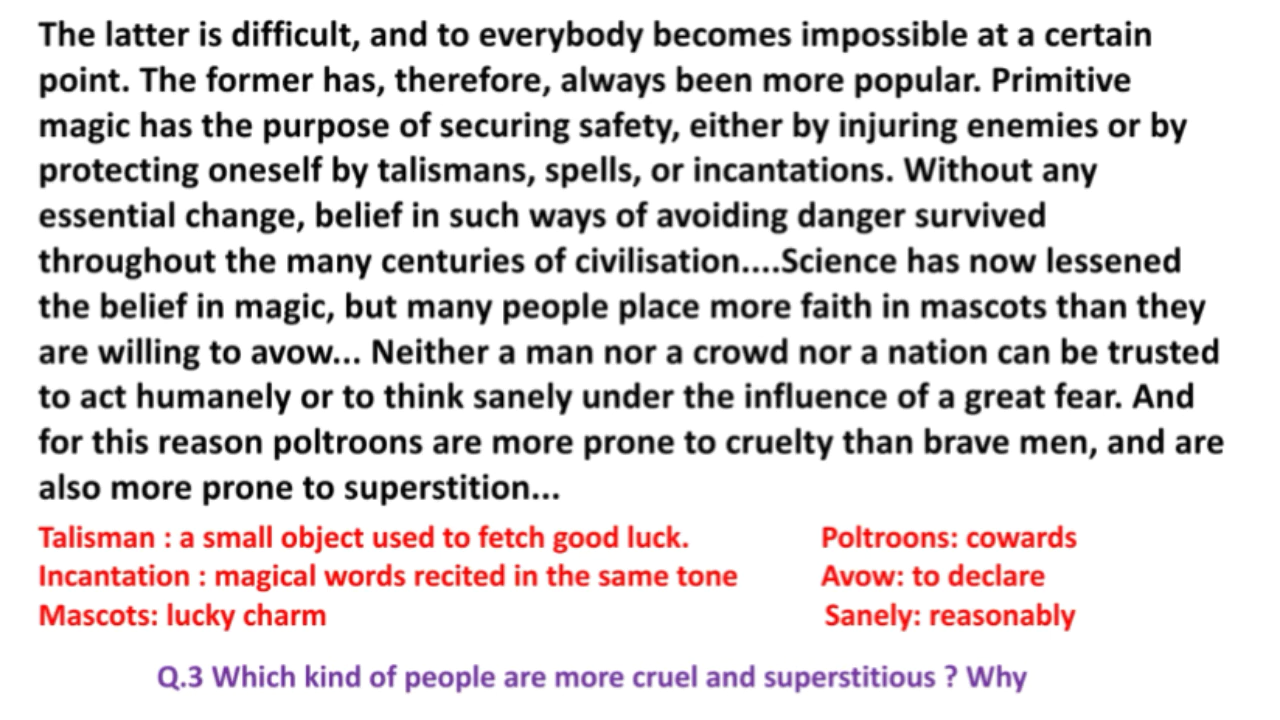 The latter is difficult, and to everybody becomes impossible at a certain
point. The former has, therefore, always been more popular. Primitive
magic has the purpose of securing safety, either by injuring enemies or by
protecting oneself by talismans, spells, or incantations. Without any
essential change, belief in such ways of avoiding danger survived
throughout the many centuries of civilisation....Science has now lessened
the belief in magic, but many people place more faith in mascots than they
are willing to avow... Neither a man nor a crowd nor a nation can be trusted
to act humanely or to think sanely under the influence of a great fear. And
for this reason poltroons are more prone to cruelty than brave men, and are
also more prone to superstition...
Talisman : a small object used to fetch good luck. Poltroons: cowards
Incantation : magical words recited in the same tone Avow: to declare
Mascots: lucky charm Sanely: reasonably
Q.3 Which kind of people are more cruel and superstitious ? Why